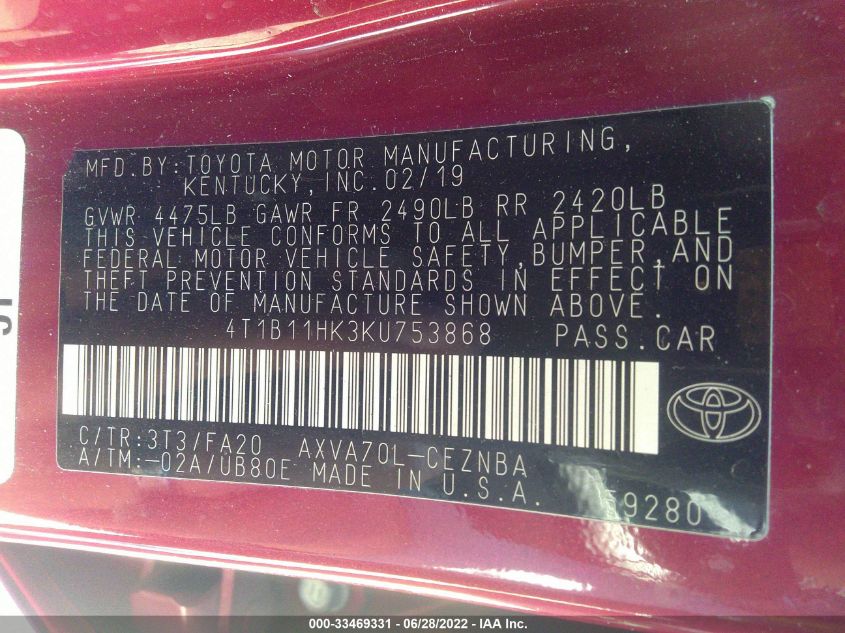 MFD.BY:TOYOTA MOTOR MANUFACTURING,
KENTUCKY,INC.02/19
GVWR 4475LB GAWR FR 2490LB RR 2420LB
THIS VEHICLE CONFORMS TO ALL APPLICABLE
FEDERAL MOTOR VEHICLE SAFETY,BUMPER,AND
THEFT PREVENTION STANDARDS IN EFFECT ON
THE DATE OF MANUFACTURE SHOWN ABOVE.
4T1B11HK3KU753868 PASS.CAR
C/TR:3T3/FA20 AXVA70L-CEZNBA
A/TM:-02A/UB80E MADE IN U.S.A.
000-33469331 - 06/28/2022 - IAA Inc.